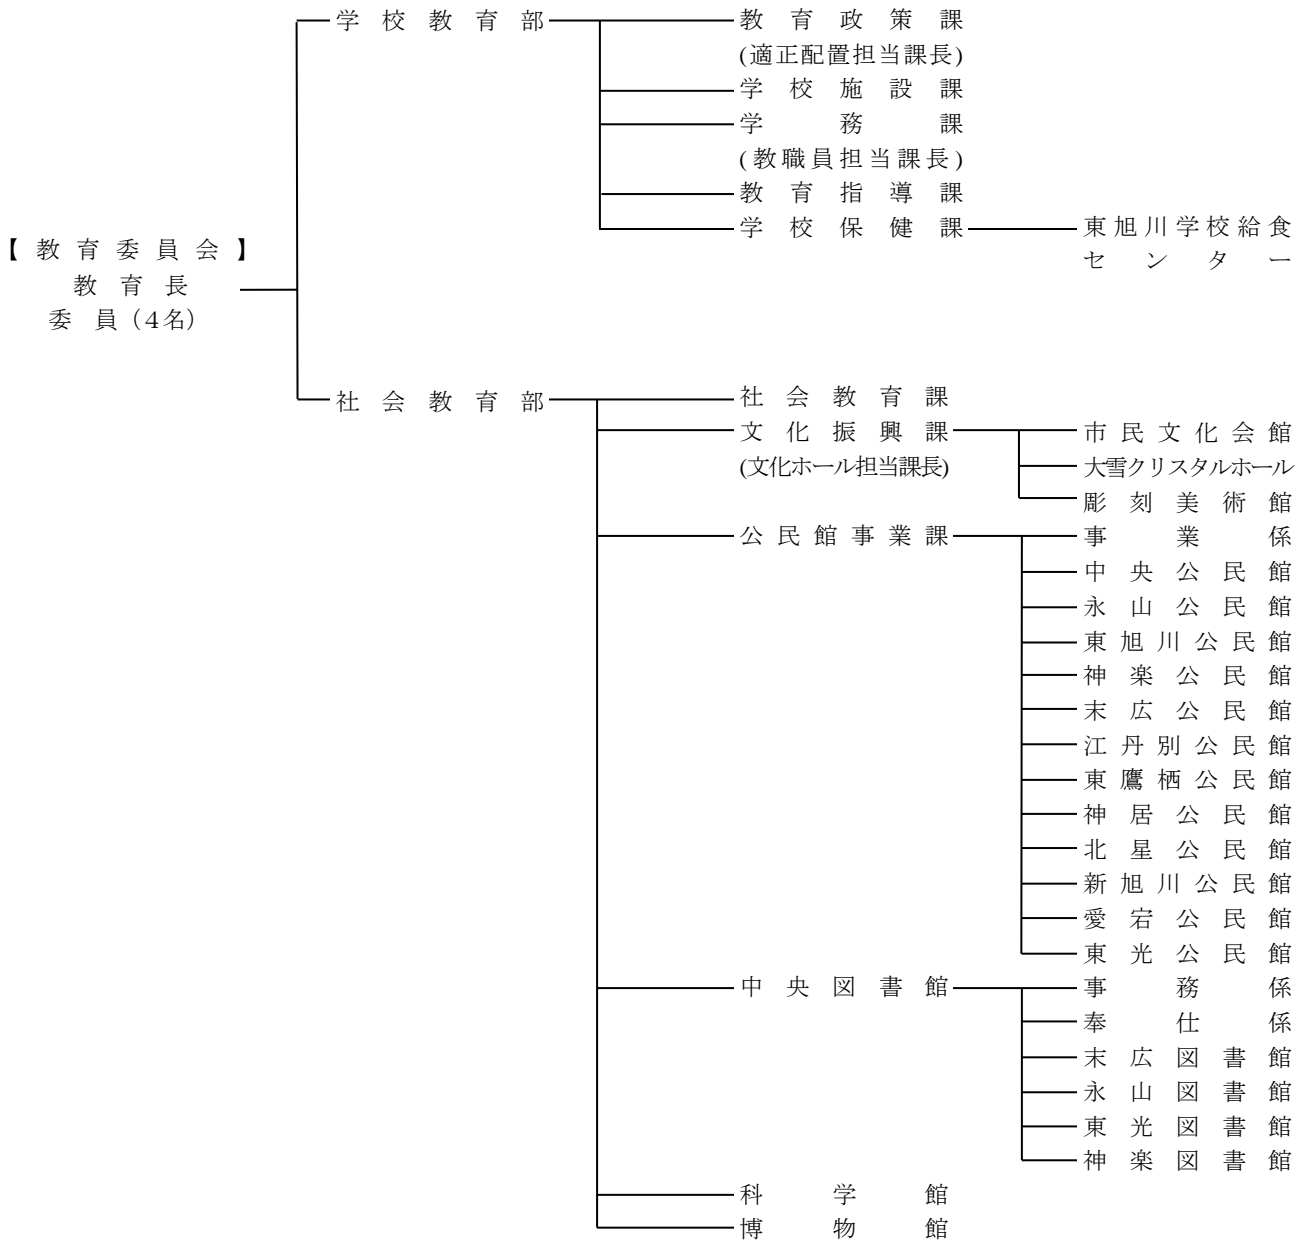 【教育委員会】
教育長
委員（4名）
学校教育部
教育政策課
(適正配置担当課長)
学校施設課
学務課
(教職員担当課長)
教育指導課
学校保健課
東旭川学校給食
センター
社会教育部
社会教育課
文化振興課
(文化ホール担当課長)
市民文化会館
大雪クリスタルホール
彫刻美術館
公民館事業課
事業係
中央公民館
永山公民館
東旭川公民館
神楽公民館
末広公民館
江丹別公民館
東鷹栖公民館
神居公民館
北星公民館
新旭川公民館
愛宕公民館
東光公民館
中央図書館
事務係
奉仕係
末広図書館
永山図書館
東光図書館
神楽図書館
科学館
博物館